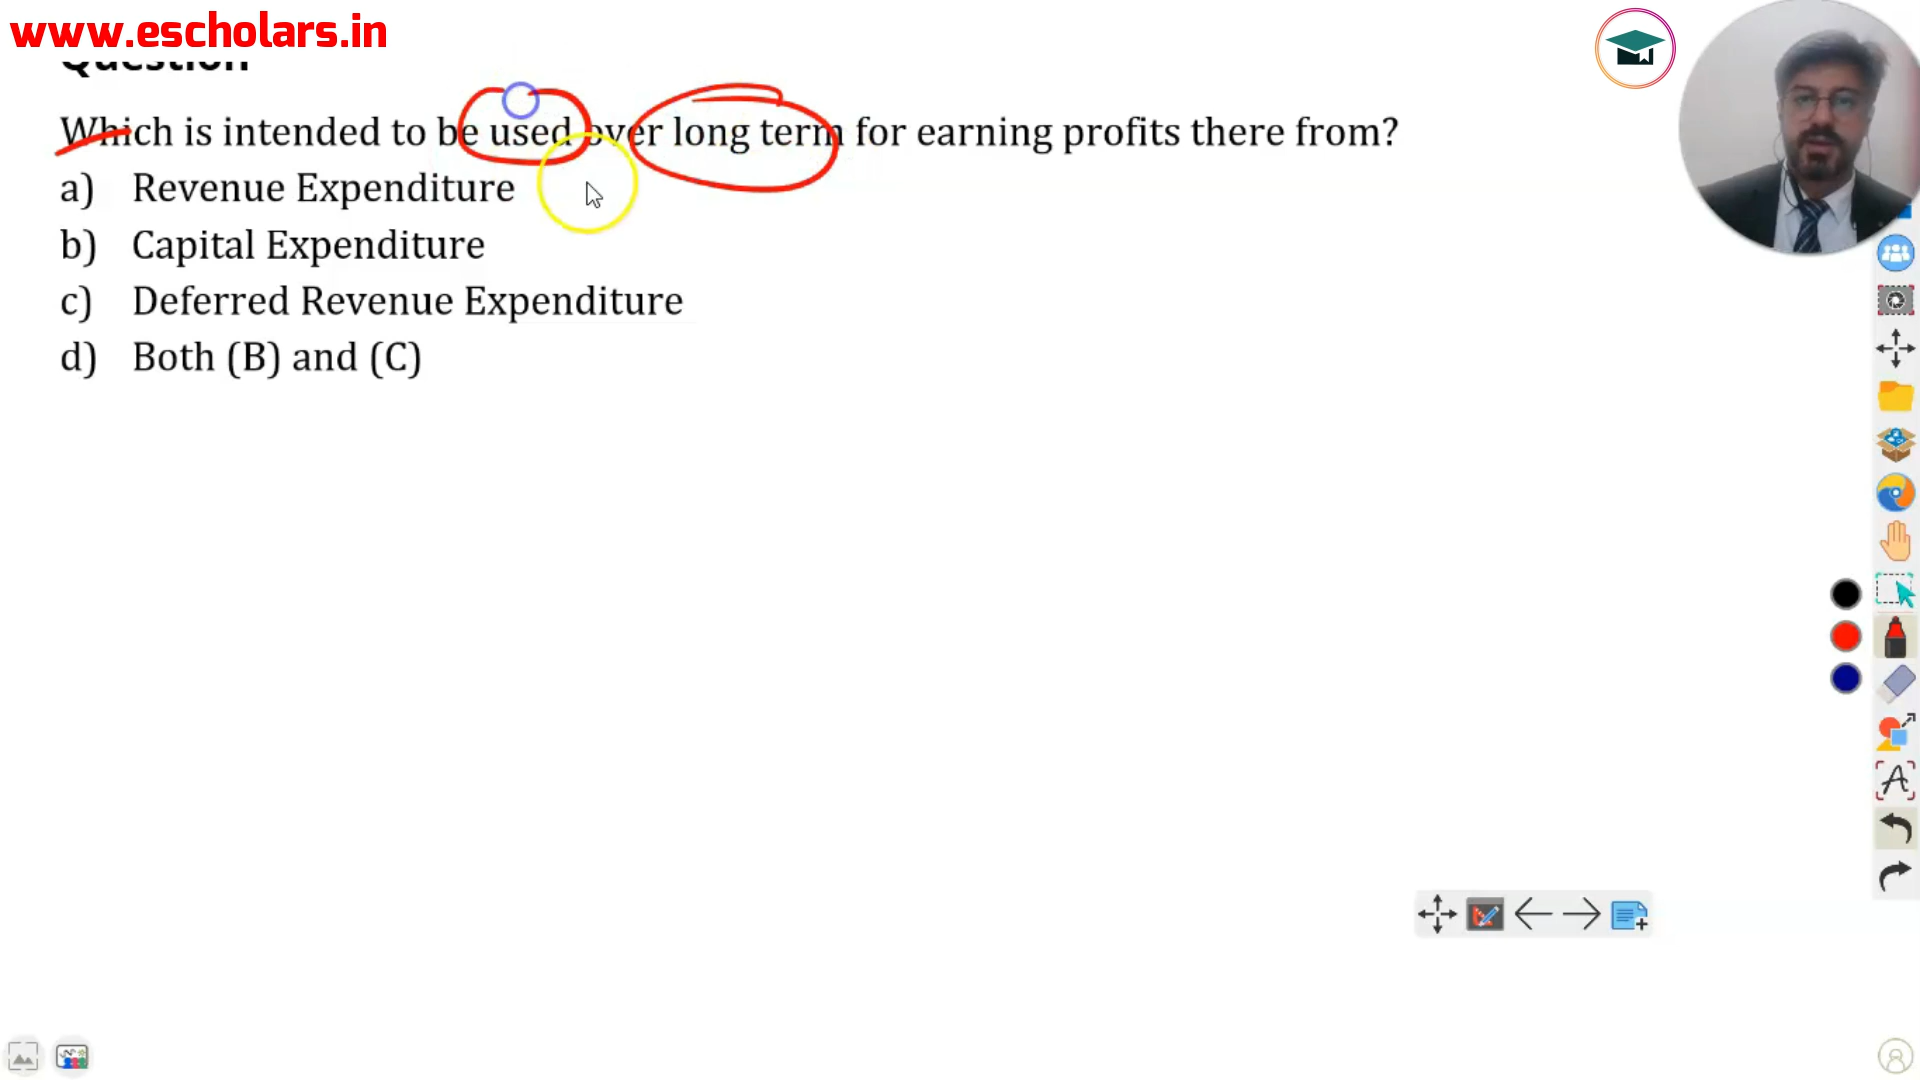 www.escholars.in
Question
Which is intended to be used over long term for earning profits there from?
a) Revenue Expenditure
b) Capital Expenditure
c) Deferred Revenue Expenditure
d) Both (B) and (C)